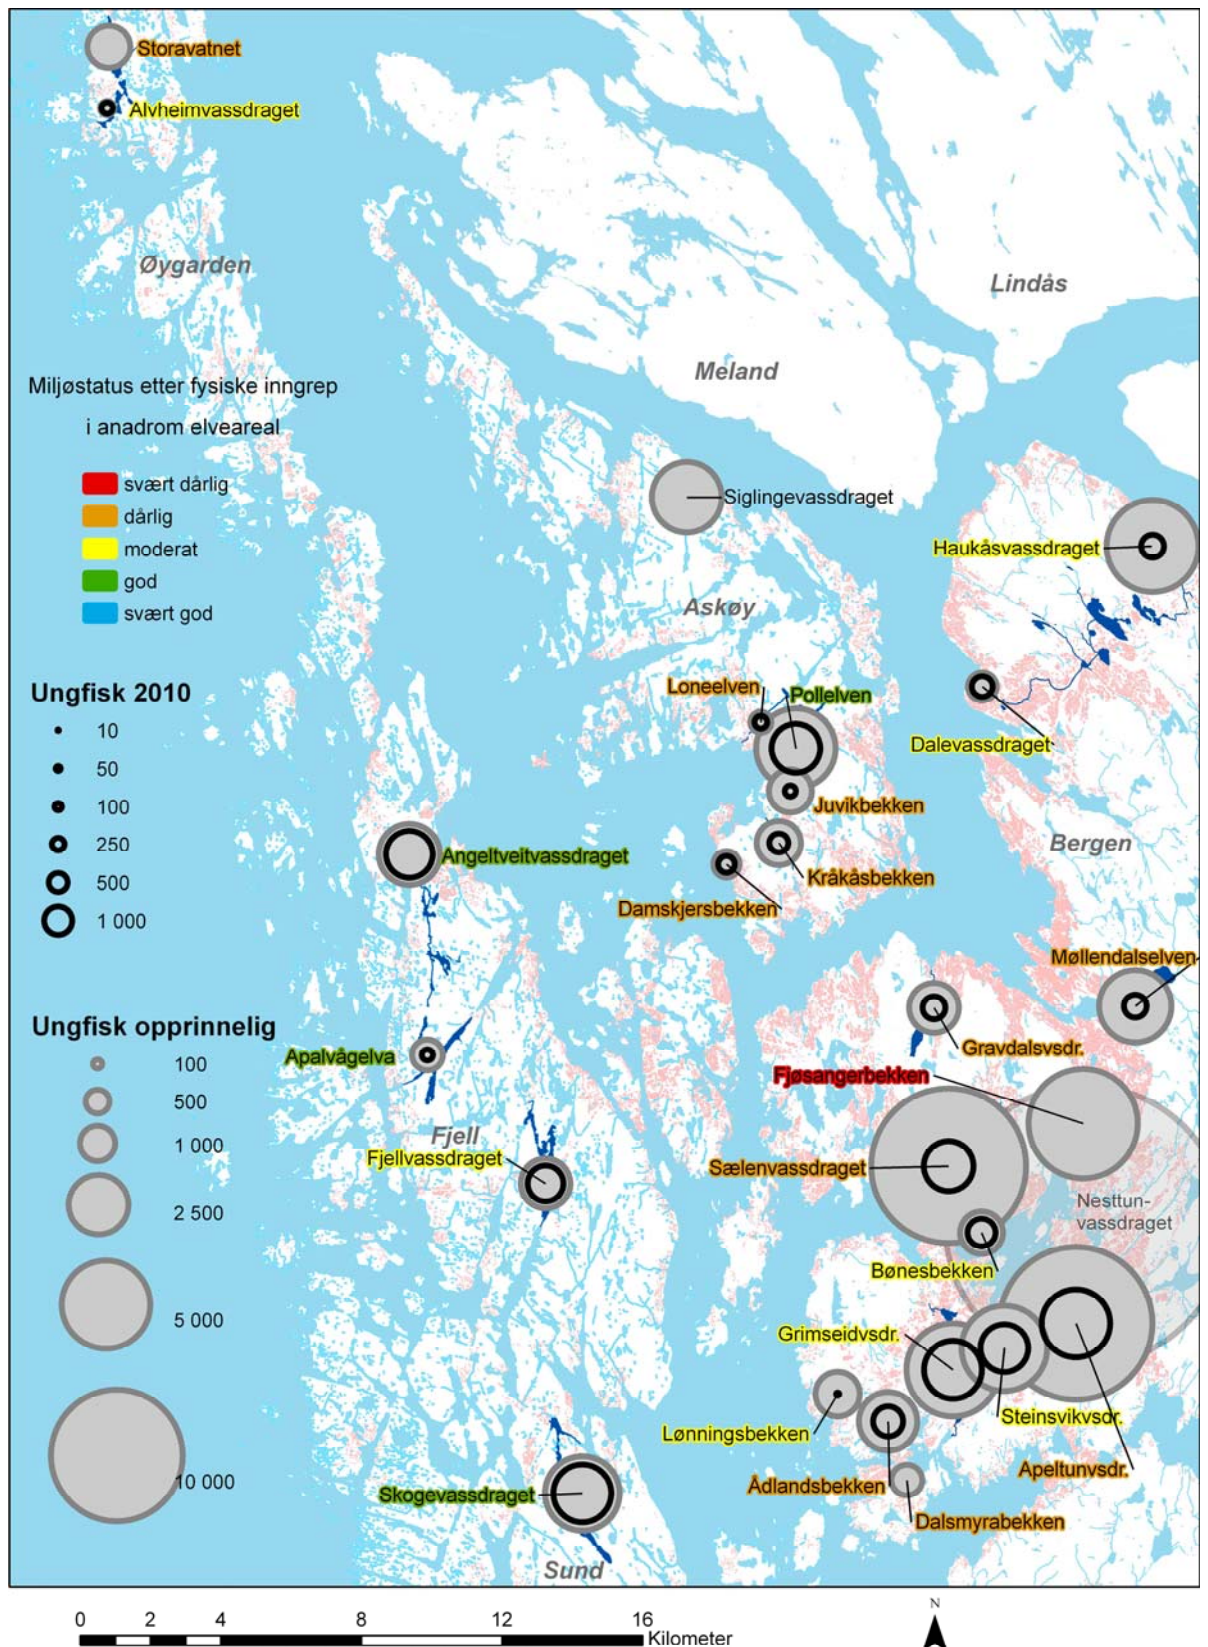 Storavatnet
Alvheimvassdraget
Øygarden
Lindås
Meland
Miljøstatus etter fysiske inngrep
i anadrom elveareal
svært dårlig
dårlig
moderat
god
svært god
Siglingevassdraget
Haukåsvassdraget
Askøy
Loneelven
Pollelven
Dalevassdraget
Ungfisk 2010
10
50
100
250
500
1 000
Juvikbekken
Bergen
Angeltveitvassdraget
Kråkåsbekken
Damskjersbekken
Møllendalselven
Gravdalsvsdr.
Ungfisk opprinnelig
100
500
1 000
2 500
5 000
10 000
Apalvågelva
Fjøsangerbekken
Fjell
Fjellvassdraget
Sælenvassdraget
Nesttun-
vassdraget
Bønesbekken
Grimseidvsdr.
Steinsvikvsdr.
Lønningsbekken
Apeltunvsdr.
Ådlandsbekken
Skogevassdraget
Dalsmyrabekken
Sund
0 2 4 8 12 16
Kilometer
N